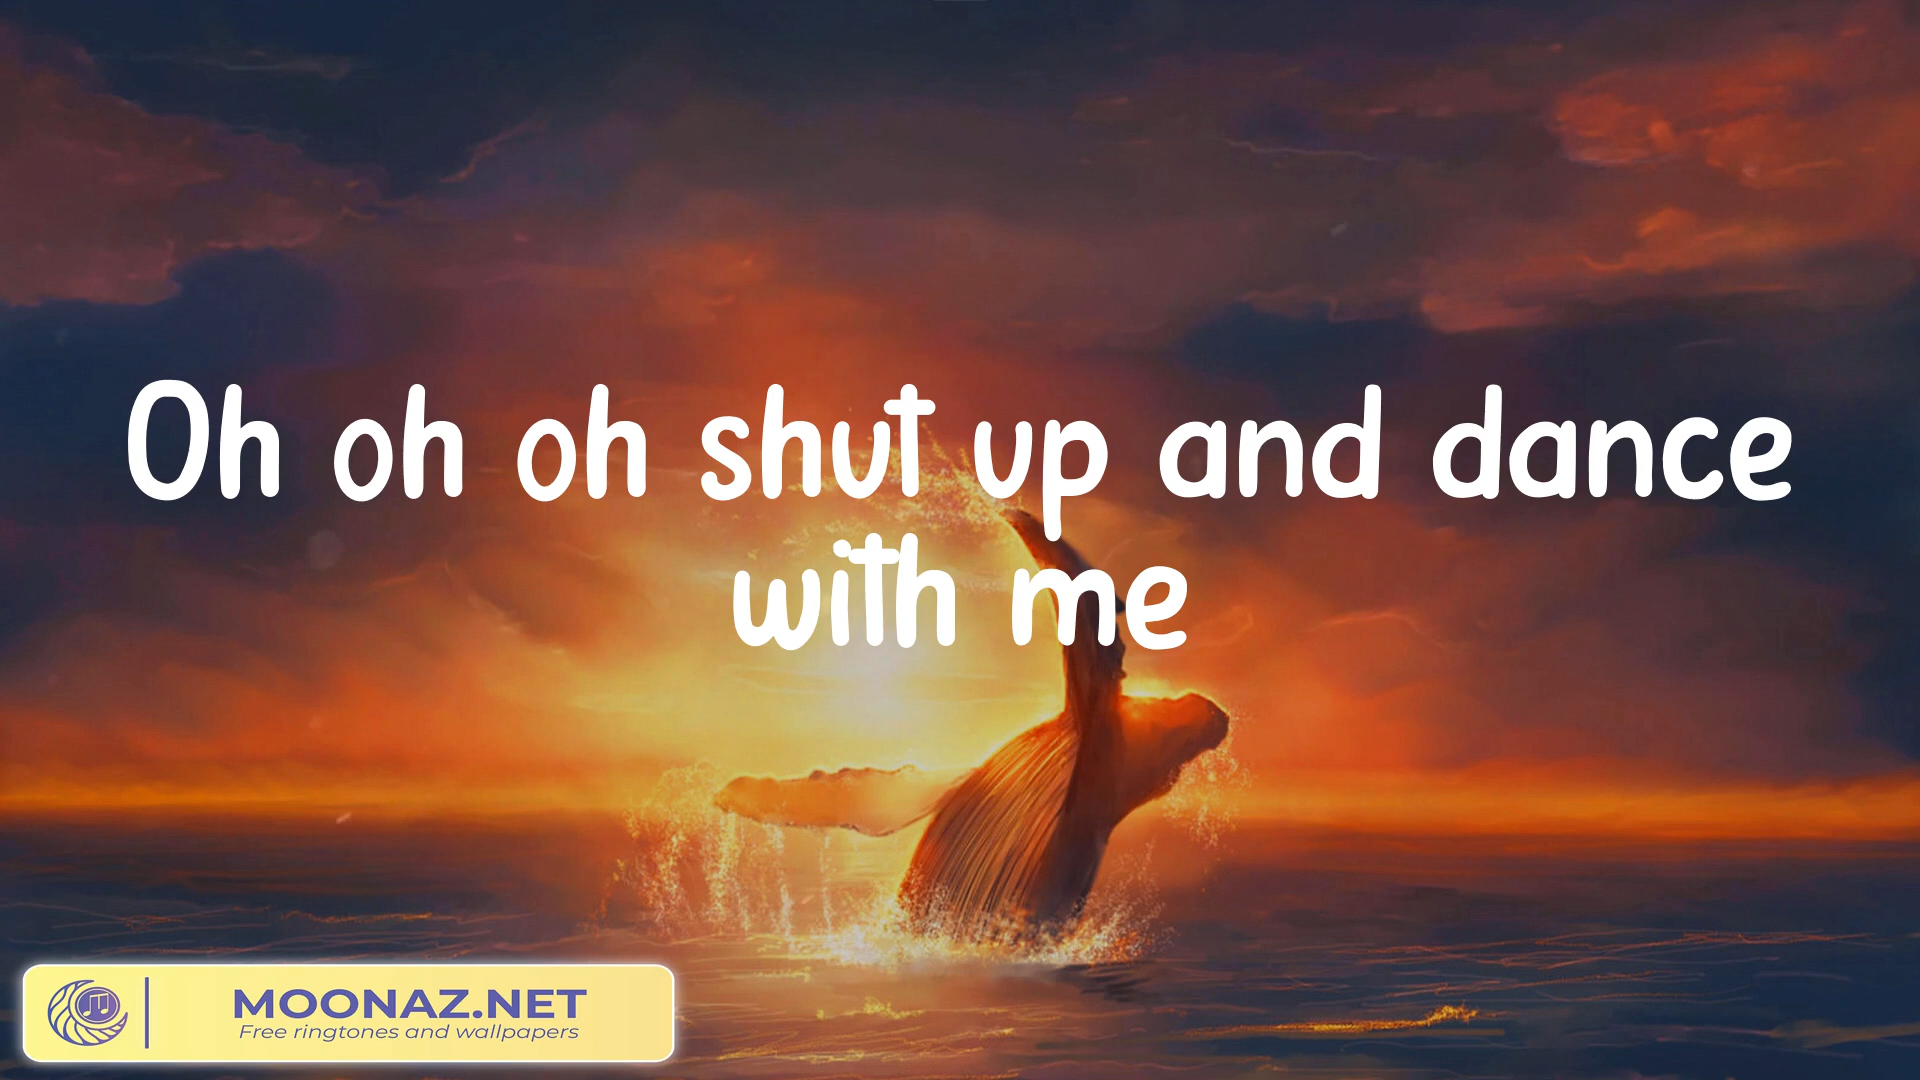 Oh oh oh shut up and dance
with me
MOONAZ.NET
Free ringtones and wallpapers